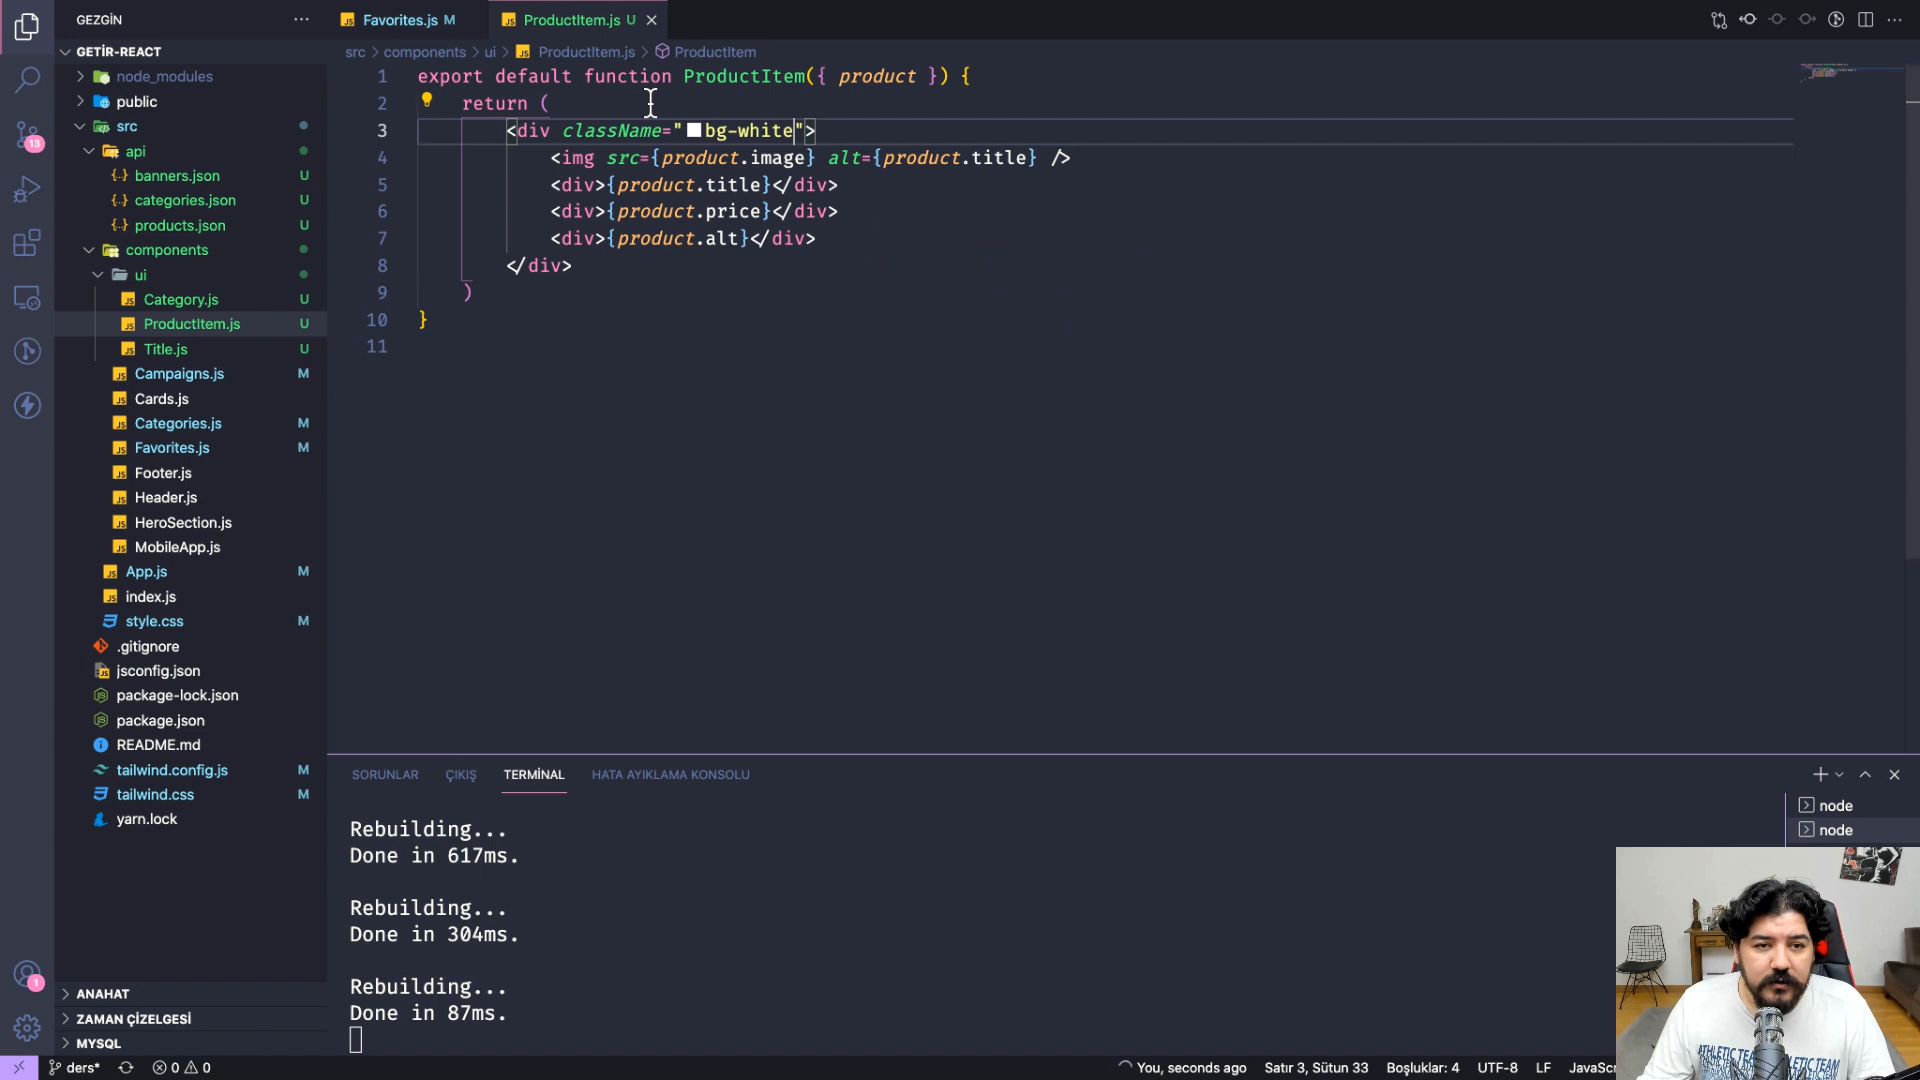 GEZGİN
GETİR-REACT
node_modules
public
src
api
banners.json U
categories.json U
products.json U
components
ui
Category.js U
ProductItem.js U
Title.js U
Campaigns.js M
Cards.js
Categories.js M
Favorites.js M
Footer.js
Header.js
HeroSection.js
MobileApp.js
App.js M
index.js
style.css M
.gitignore
jsconfig.json
package-lock.json
package.json
README.md
tailwind.config.js M
tailwind.css M
yarn.lock
ANAHAT
ZAMAN ÇİZELGESİ
MYSQL
13
1
Favorites.js M
ProductItem.js U
src > components > ui > ProductItem.js > ProductItem
1 export default function ProductItem({ product }) {
2 return (
3 <div className="bg-white">
4 <img src={product.image} alt={product.title} />
5 <div>{product.title}</div>
6 <div>{product.price}</div>
7 <div>{product.alt}</div>
8 </div>
9 )
10 }
11
SORUNLAR ÇIKIŞ TERMİNAL HATA AYIKLAMA KONSOLU
Rebuilding...
Done in 617ms.
Rebuilding...
Done in 304ms.
Rebuilding...
Done in 87ms.
node
node
ATHLETIC TEAM
ders* 0 0 You, seconds ago Satır 3, Sütun 33 Boşluklar: 4 UTF-8 LF JavaScr